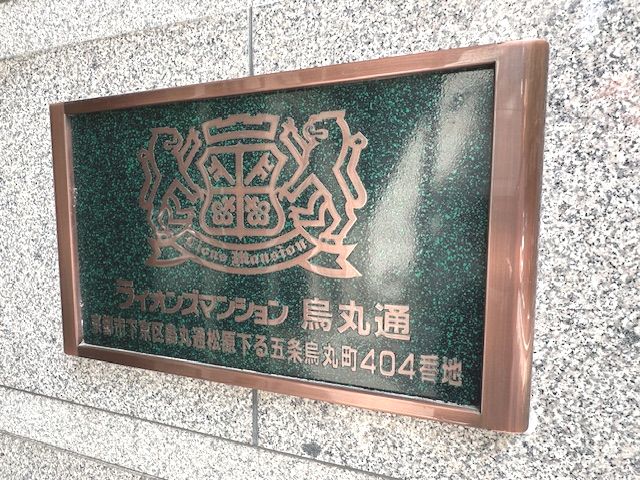 Lions Mansion
ライオンズマンション 烏丸通
京都市下京区烏丸通松原下る五条烏丸町404番地